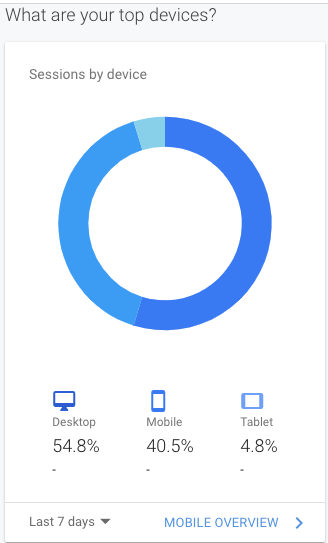 What are your top devices?
Sessions by device
Desktop Mobile Tablet
54.8% 40.5% 4.8%
- - -
Last 7 days MOBILE OVERVIEW